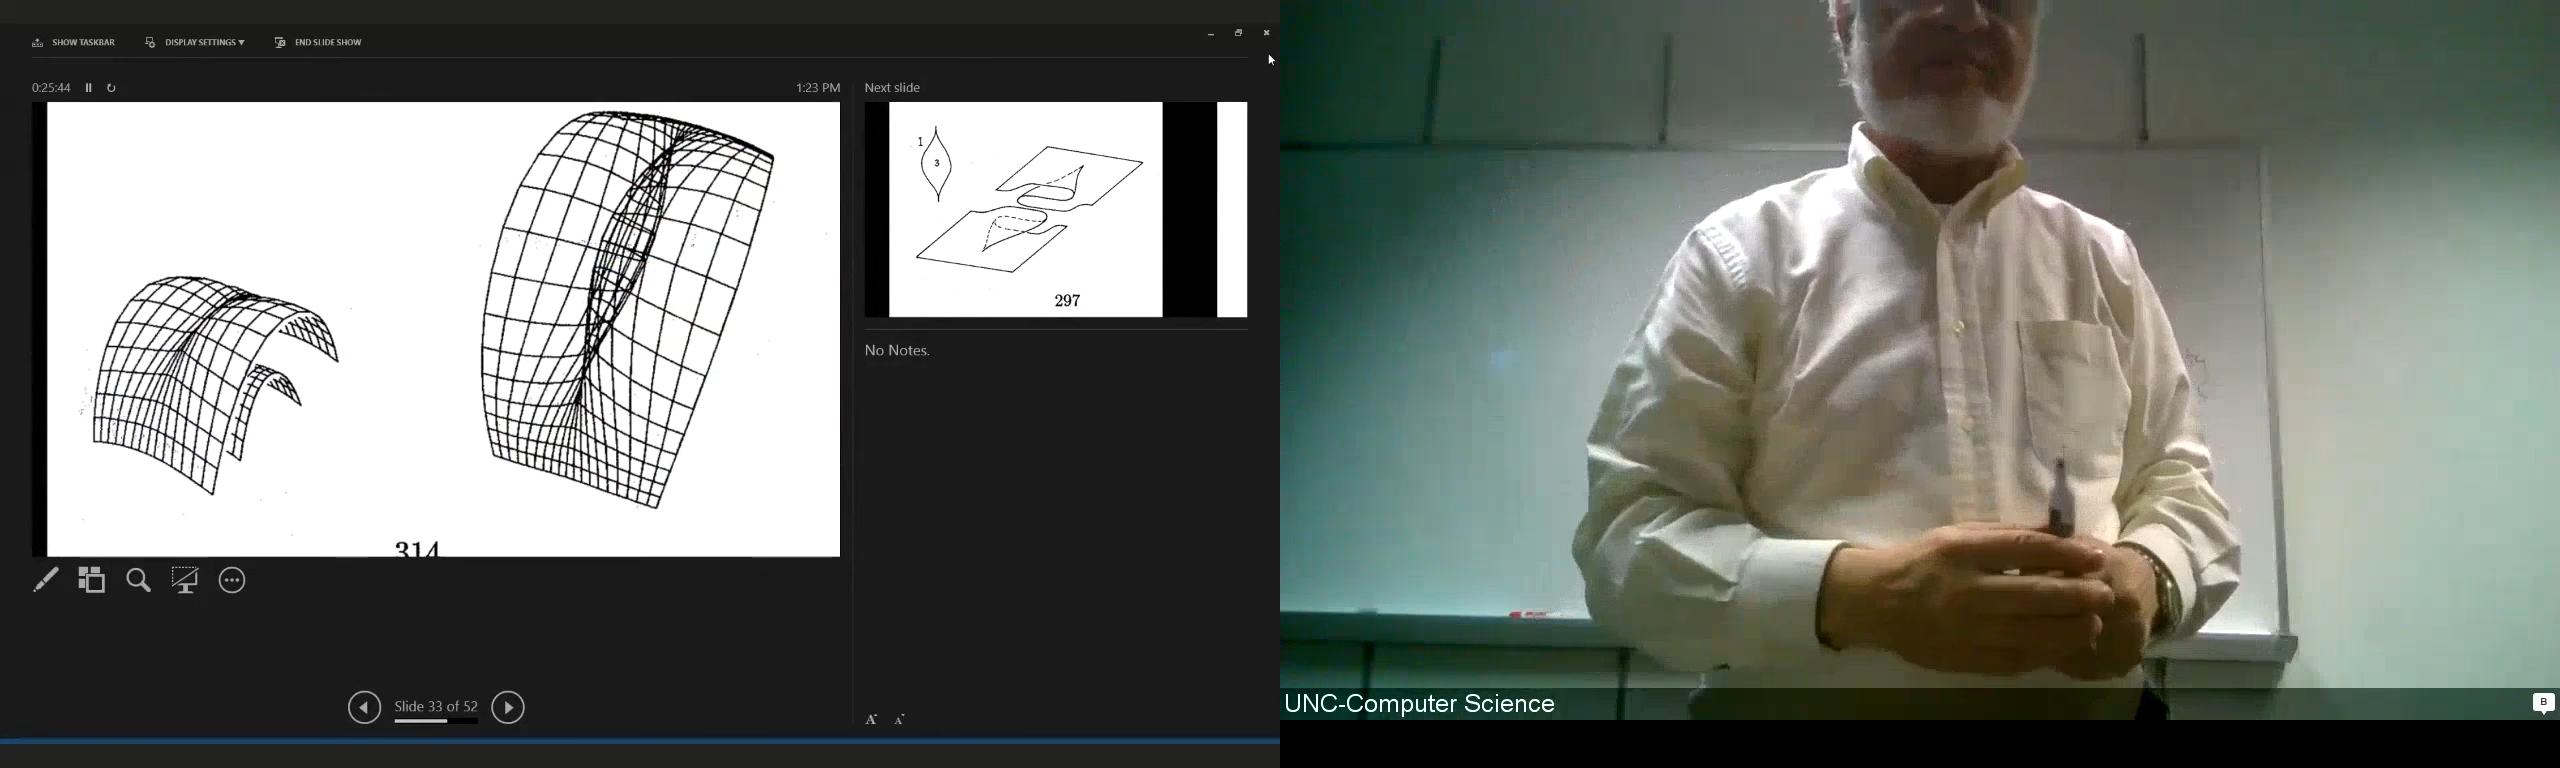 SHOW TASKBAR
DISPLAY SETTINGS ▼
END SLIDE SHOW
0:25:44
1:23 PM
Next slide
314
1
3
297
No Notes.
Slide 33 of 52
A A
UNC-Computer Science
B